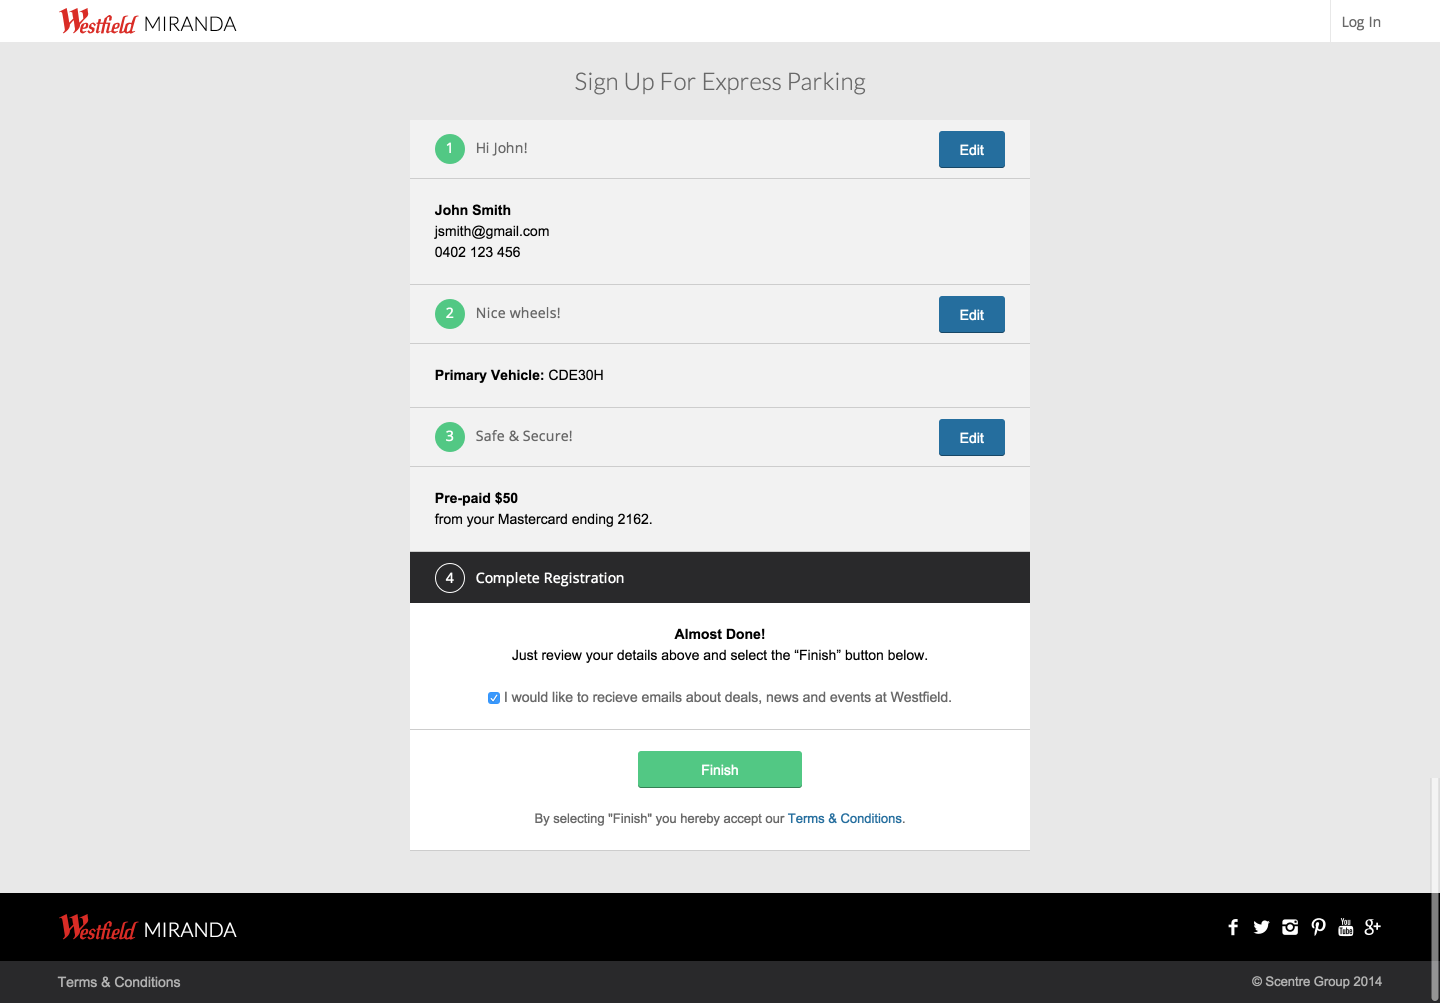 Westfield MIRANDA
Log In
Sign Up For Express Parking
1 Hi John!
Edit
John Smith
jsmith@gmail.com
0402 123 456
2 Nice wheels!
Edit
Primary Vehicle: CDE30H
3 Safe & Secure!
Edit
Pre-paid $50
from your Mastercard ending 2162.
4 Complete Registration
Almost Done!
Just review your details above and select the “Finish” button below.
I would like to recieve emails about deals, news and events at Westfield.
Finish
By selecting "Finish" you hereby accept our Terms & Conditions.
Westfield MIRANDA
You Tube
g+
Terms & Conditions
© Scentre Group 2014